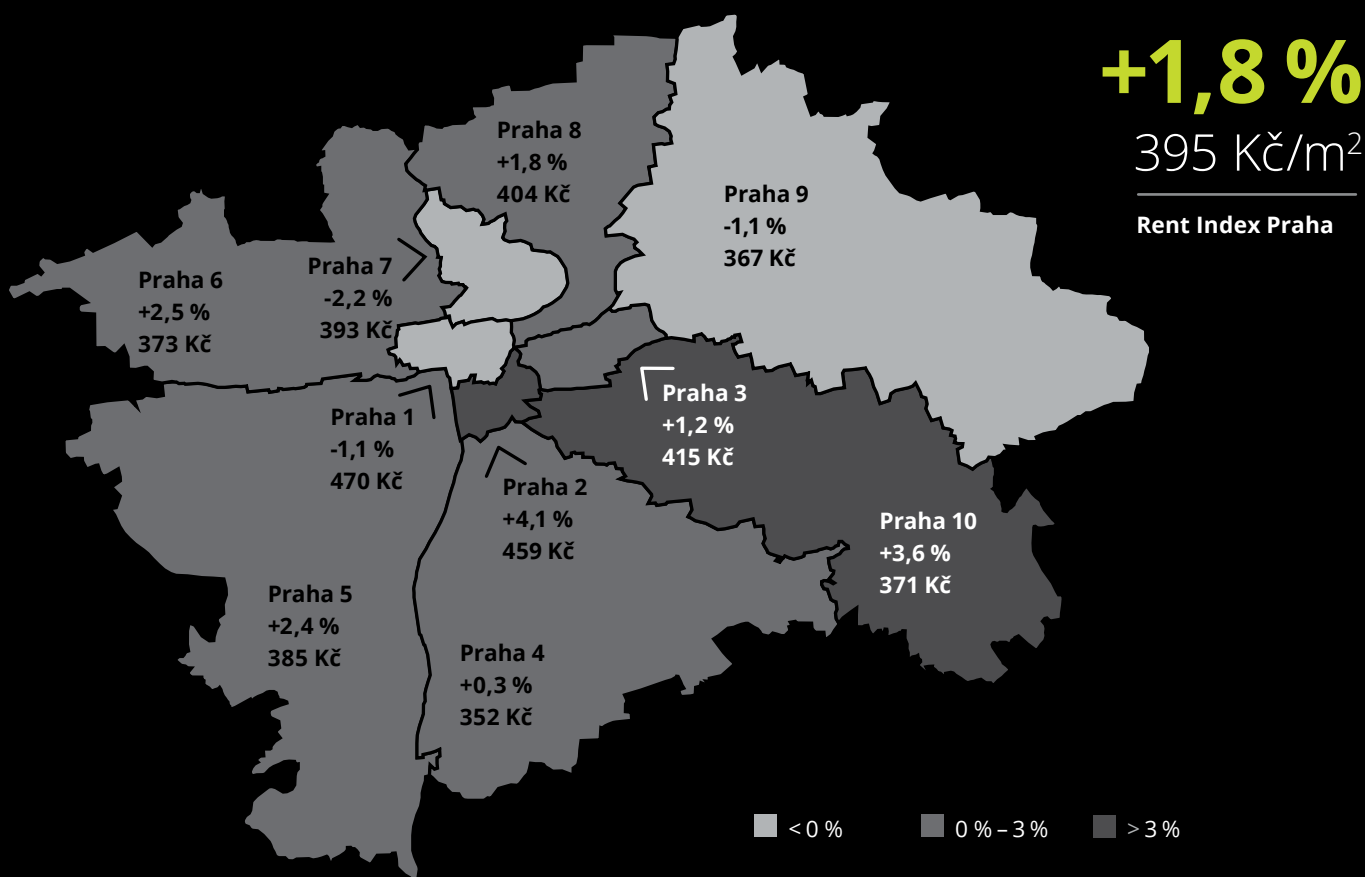 +1,8 %
395 Kč/m²
Rent Index Praha
Praha 8
+1,8 %
404 Kč
Praha 9
-1,1 %
367 Kč
Praha 7
-2,2 %
393 Kč
Praha 6
+2,5 %
373 Kč
Praha 3
+1,2 %
415 Kč
Praha 1
-1,1 %
470 Kč
Praha 2
+4,1 %
459 Kč
Praha 10
+3,6 %
371 Kč
Praha 5
+2,4 %
385 Kč
Praha 4
+0,3 %
352 Kč
< 0 %
0 % – 3 %
> 3 %